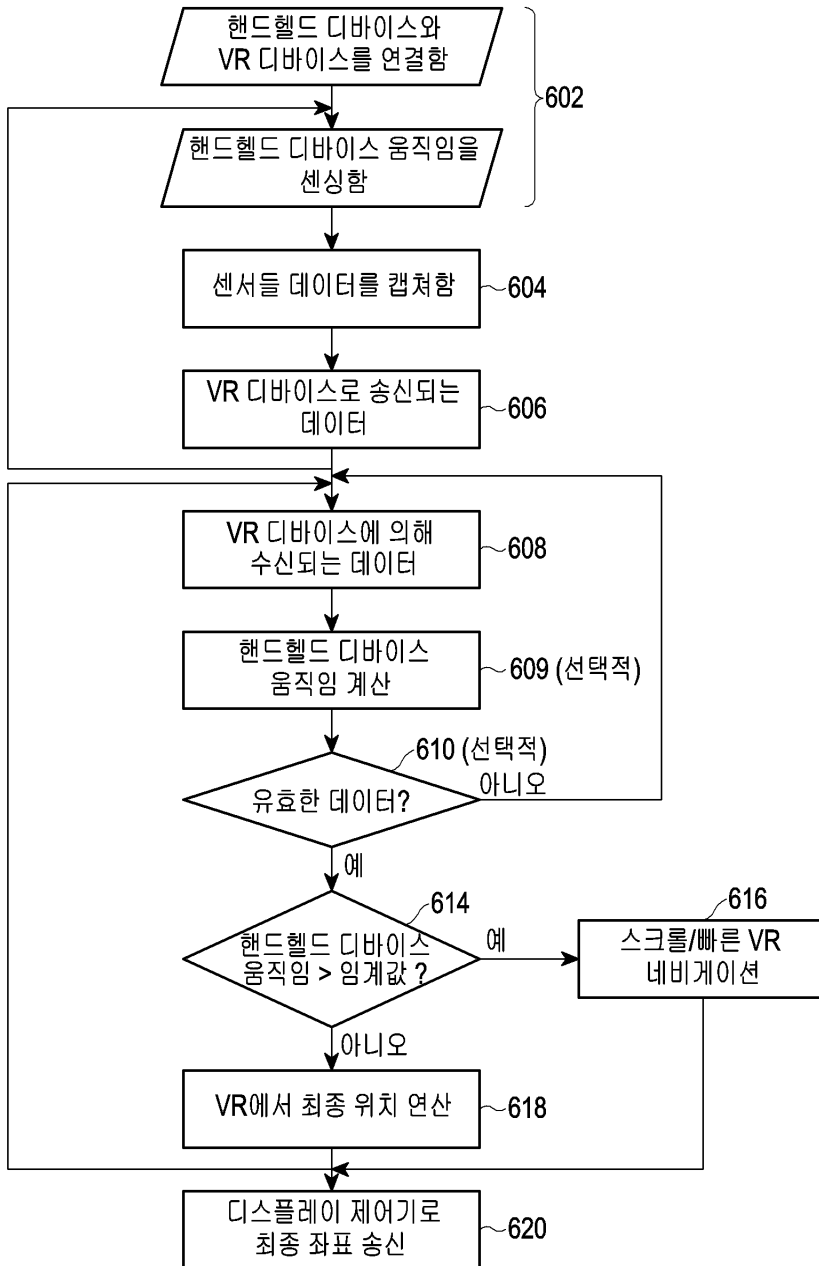 핸드헬드 디바이스와
VR 디바이스를 연결함
602
핸드헬드 디바이스 움직임을
센싱함
센서들 데이터를 캡쳐함
604
VR 디바이스로 송신되는
데이터
606
VR 디바이스에 의해
수신되는 데이터
608
핸드헬드 디바이스
움직임 계산
609 (선택적)
610 (선택적)
유효한 데이터?
아니오
예
614
핸드헬드 디바이스
움직임 > 임계값 ?
예
616
스크롤/빠른 VR
네비게이션
아니오
VR에서 최종 위치 연산
618
디스플레이 제어기로
최종 좌표 송신
620